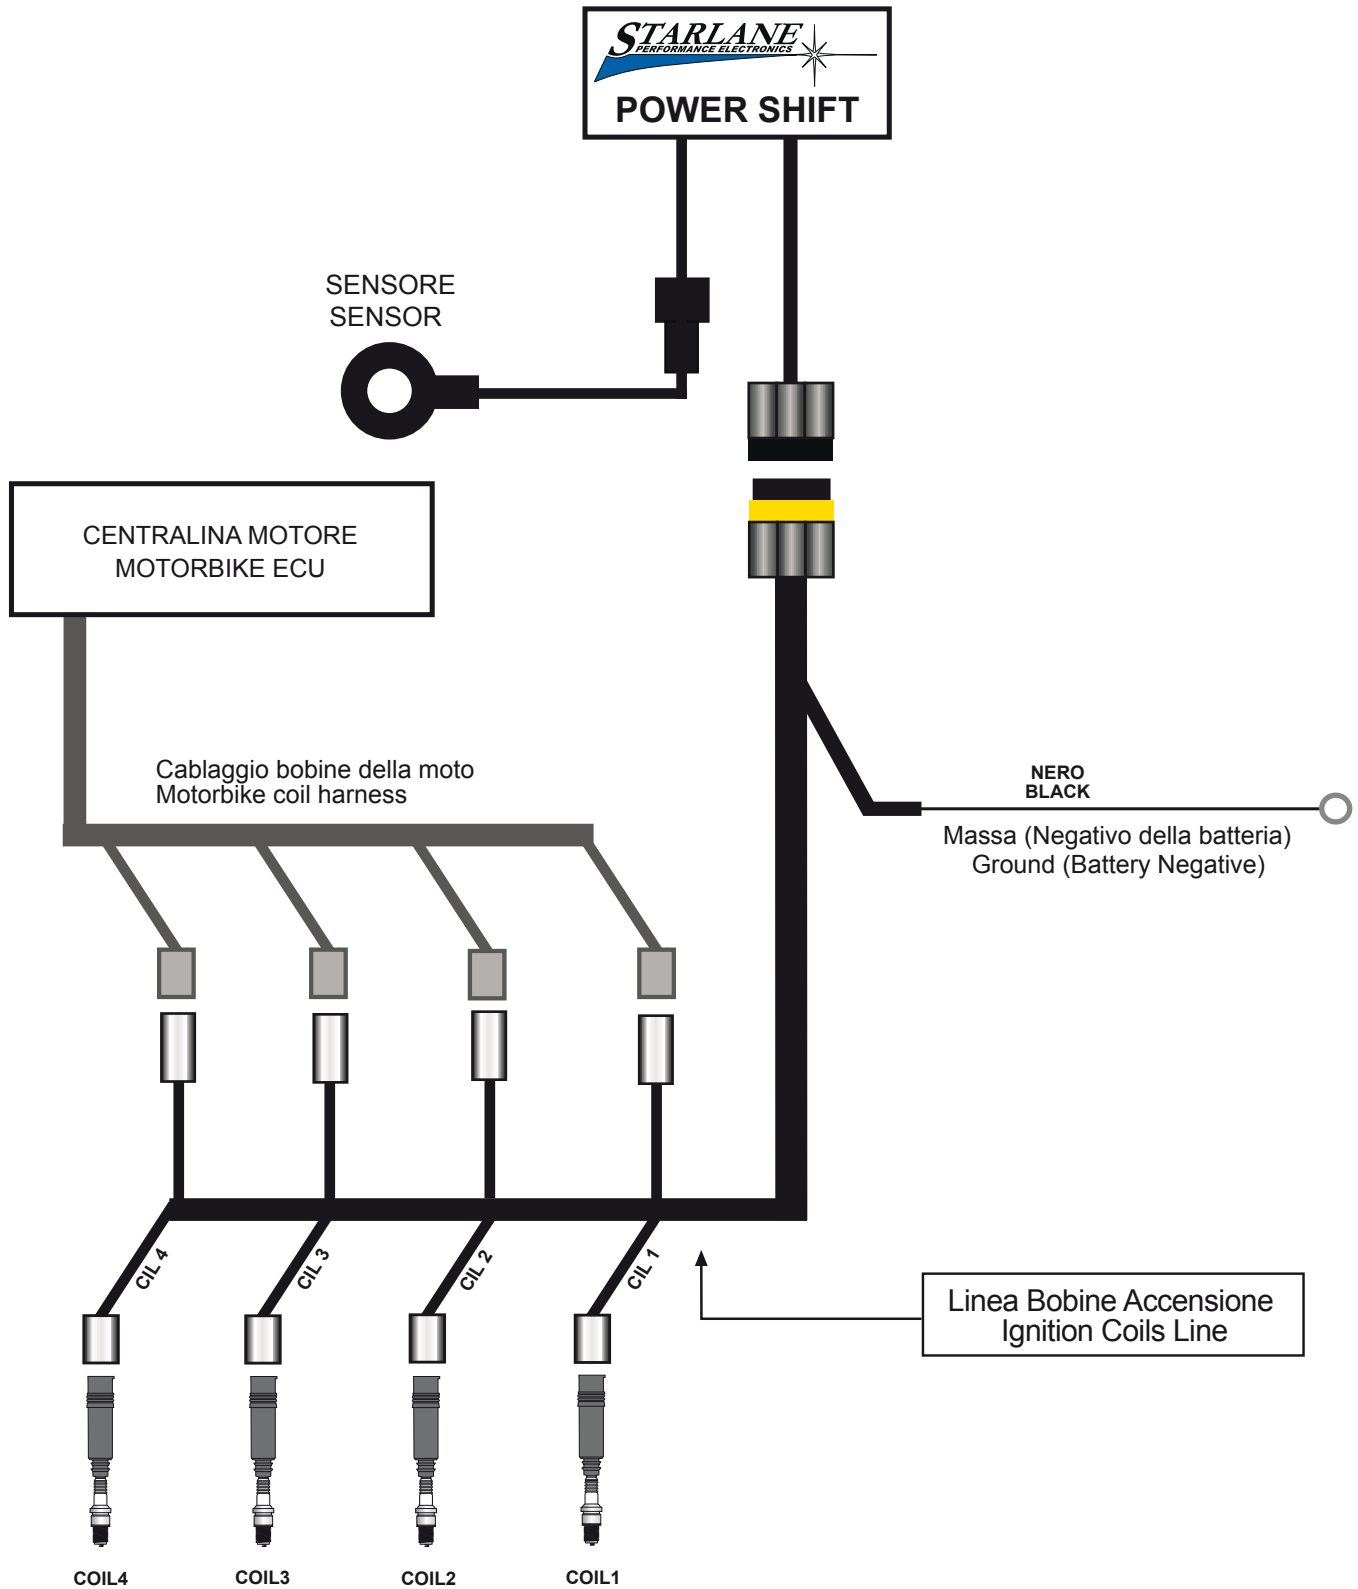 STARLANE
PERFORMANCE ELECTRONICS
POWER SHIFT
SENSORE
SENSOR
CENTRALINA MOTORE
MOTORBIKE ECU
Cablaggio bobine della moto
Motorbike coil harness
NERO
BLACK
Massa (Negativo della batteria)
Ground (Battery Negative)
CIL 4
CIL 3
CIL 2
CIL 1
Linea Bobine Accensione
Ignition Coils Line
COIL4
COIL3
COIL2
COIL1